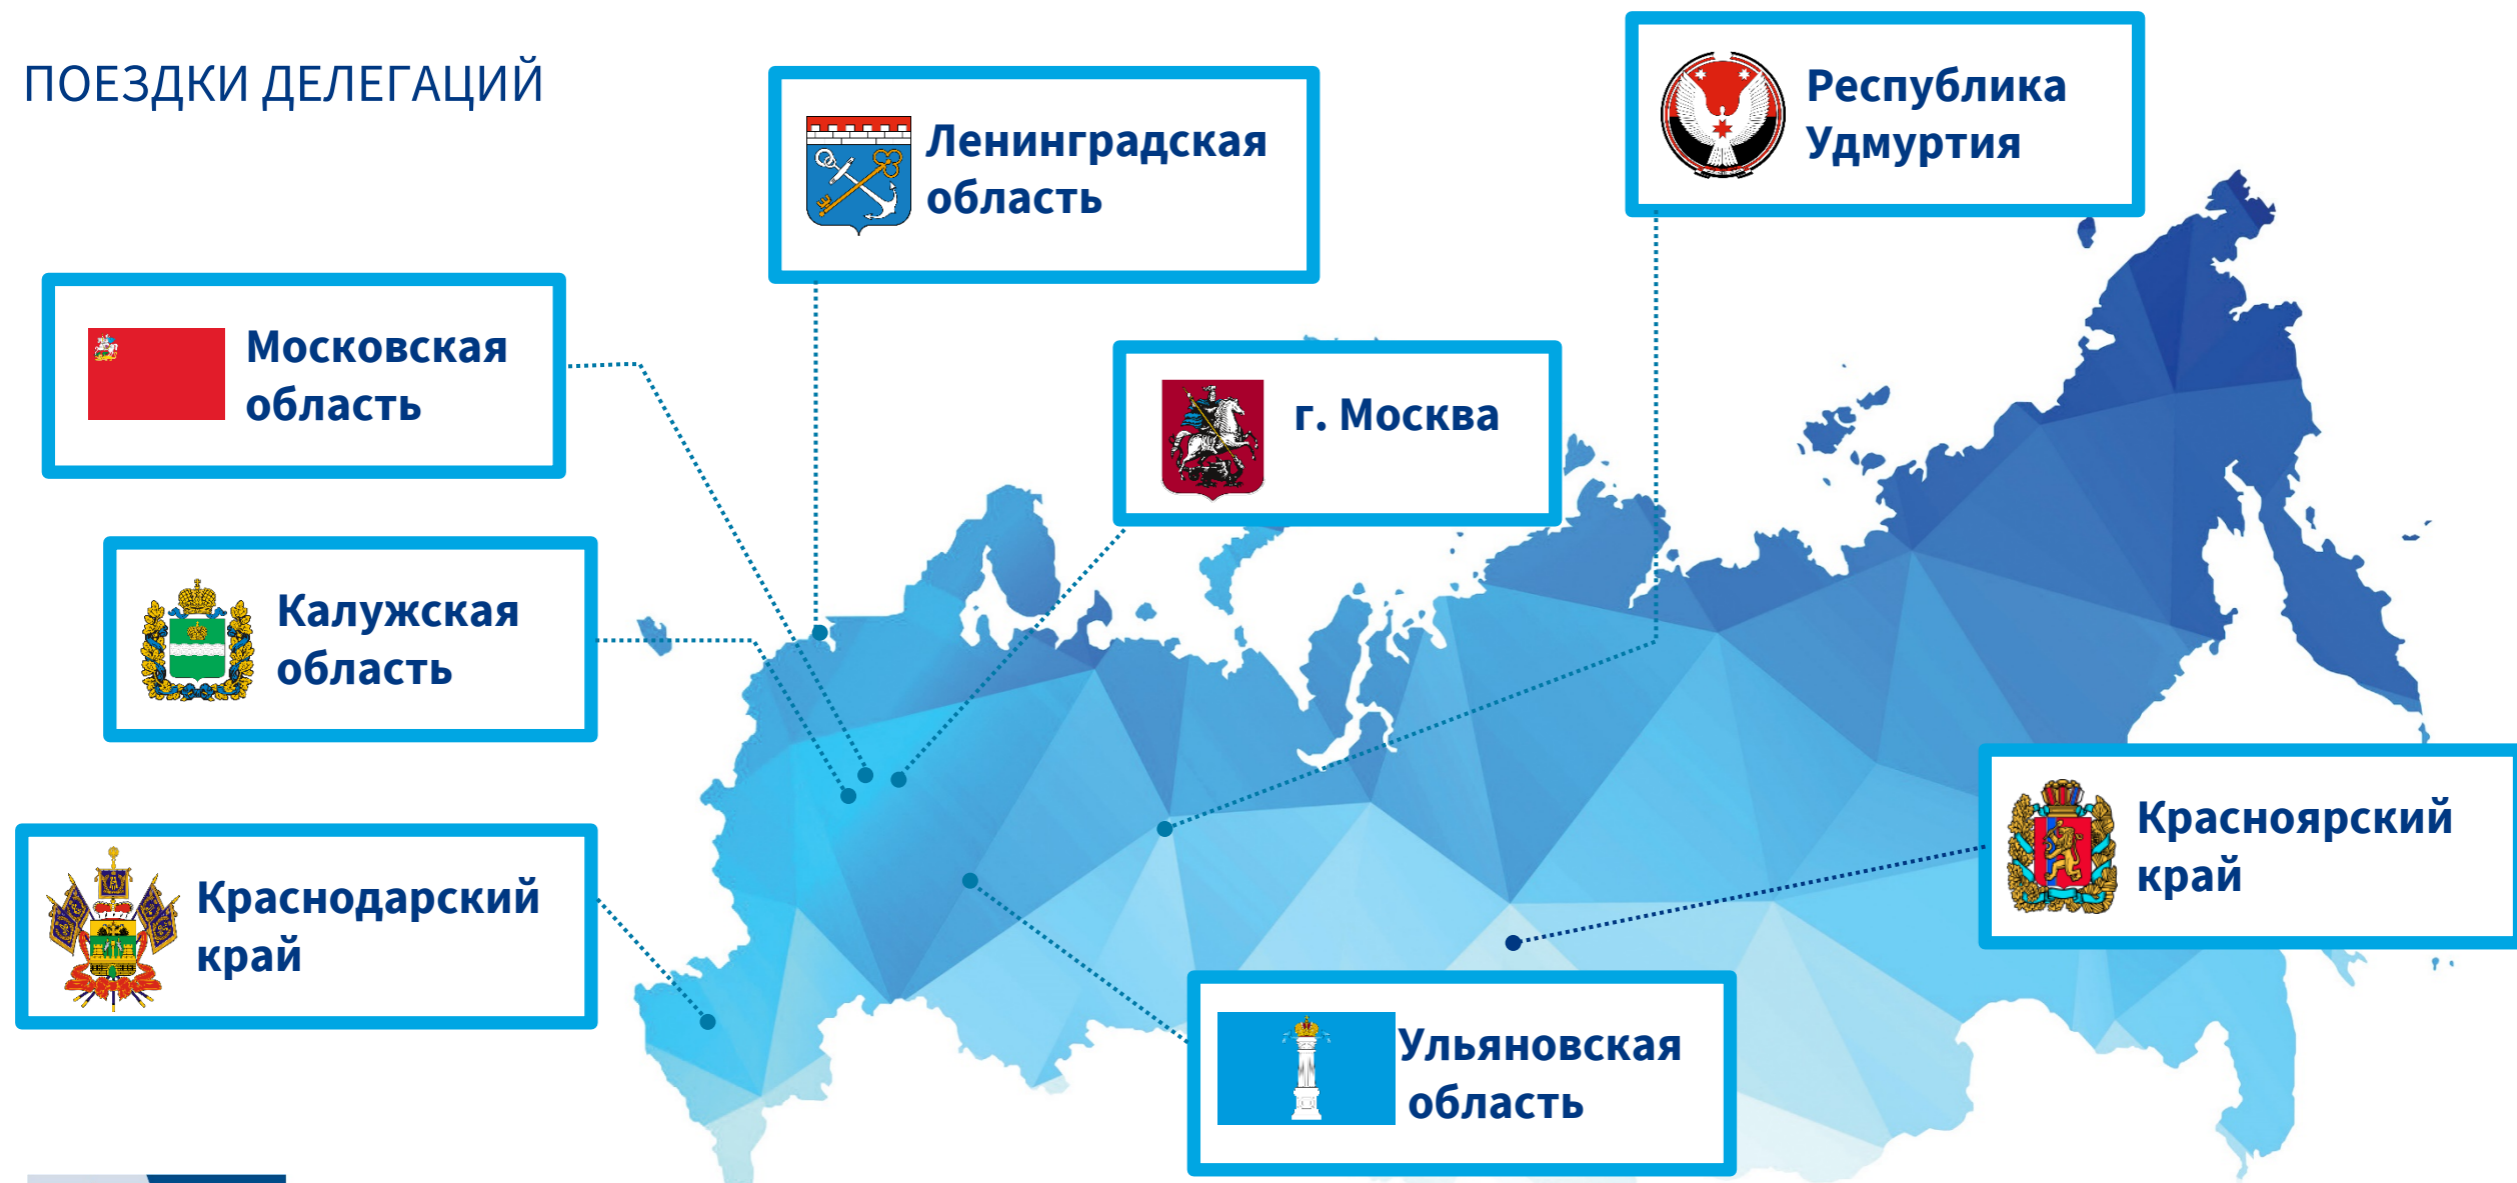 ПОЕЗДКИ ДЕЛЕГАЦИЙ
Республика
Удмуртия
Ленинградская
область
Московская
область
г. Москва
Калужская
область
Красноярский
край
Краснодарский
край
Ульяновская
область